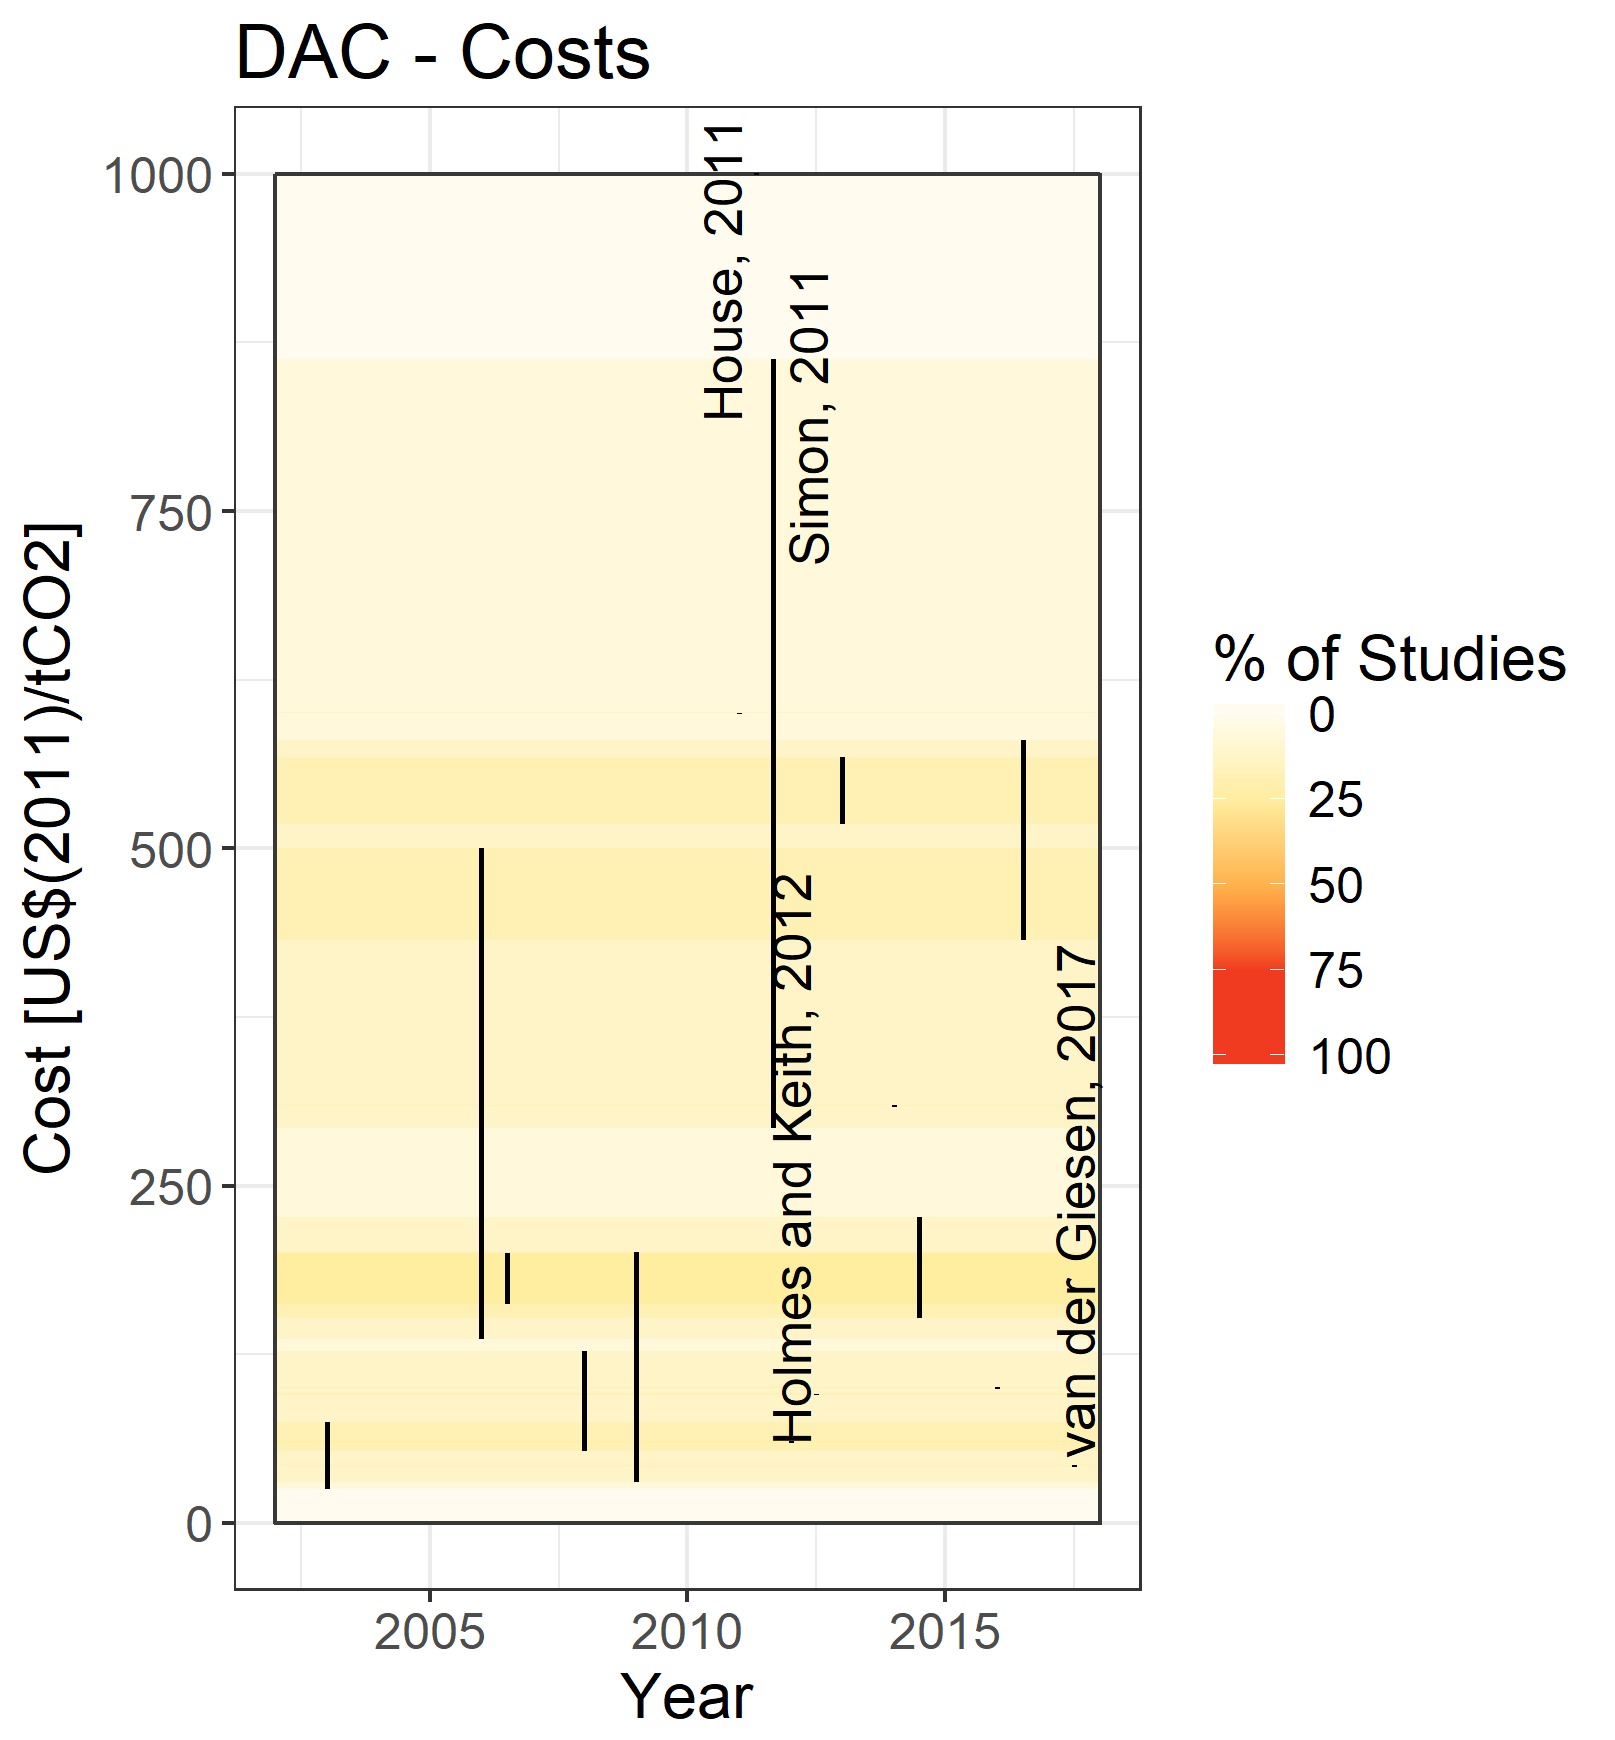 DAC - Costs
Cost [US$(2011)/tCO2]
1000
750
500
250
0
House, 2011
Simon, 2011
Holmes and Keith, 2012
van der Giesen, 2017
2005
2010
2015
Year
% of Studies
0
25
50
75
100